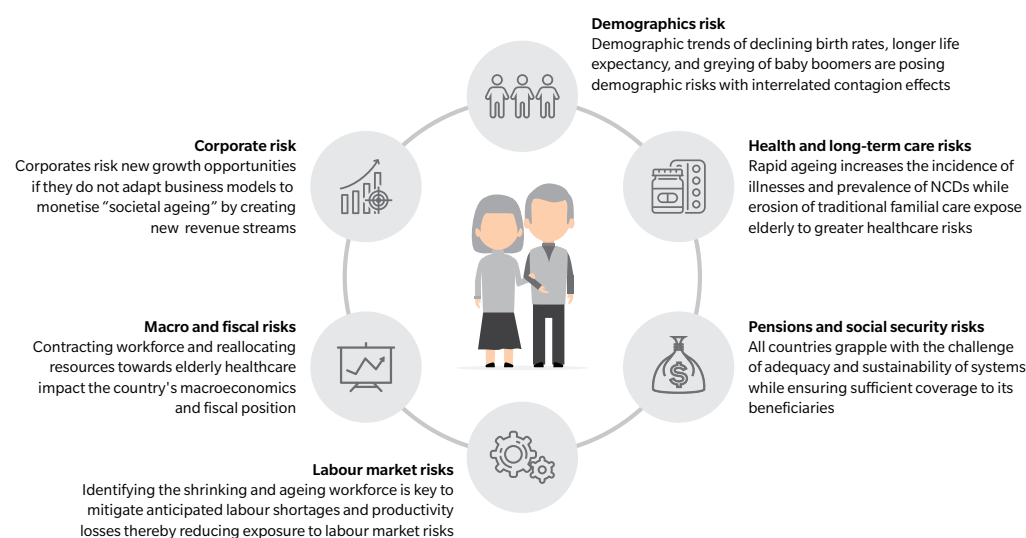 Demographics risk
Demographic trends of declining birth rates, longer life
expectancy, and greying of baby boomers are posing
demographic risks with interrelated contagion effects
Health and long-term care risks
Rapid ageing increases the incidence of
illnesses and prevalence of NCDs while
erosion of traditional familial care expose
elderly to greater healthcare risks
Pensions and social security risks
All countries grapple with the challenge
of adequacy and sustainability of systems
while ensuring sufficient coverage to its
beneficiaries
Labour market risks
Identifying the shrinking and ageing workforce is key to
mitigate anticipated labour shortages and productivity
losses thereby reducing exposure to labour market risks
Macro and fiscal risks
Contracting workforce and reallocating
resources towards elderly healthcare
impact the country's macroeconomics
and fiscal position
Corporate risk
Corporates risk new growth opportunities
if they do not adapt business models to
monetise “societal ageing” by creating
new revenue streams
$